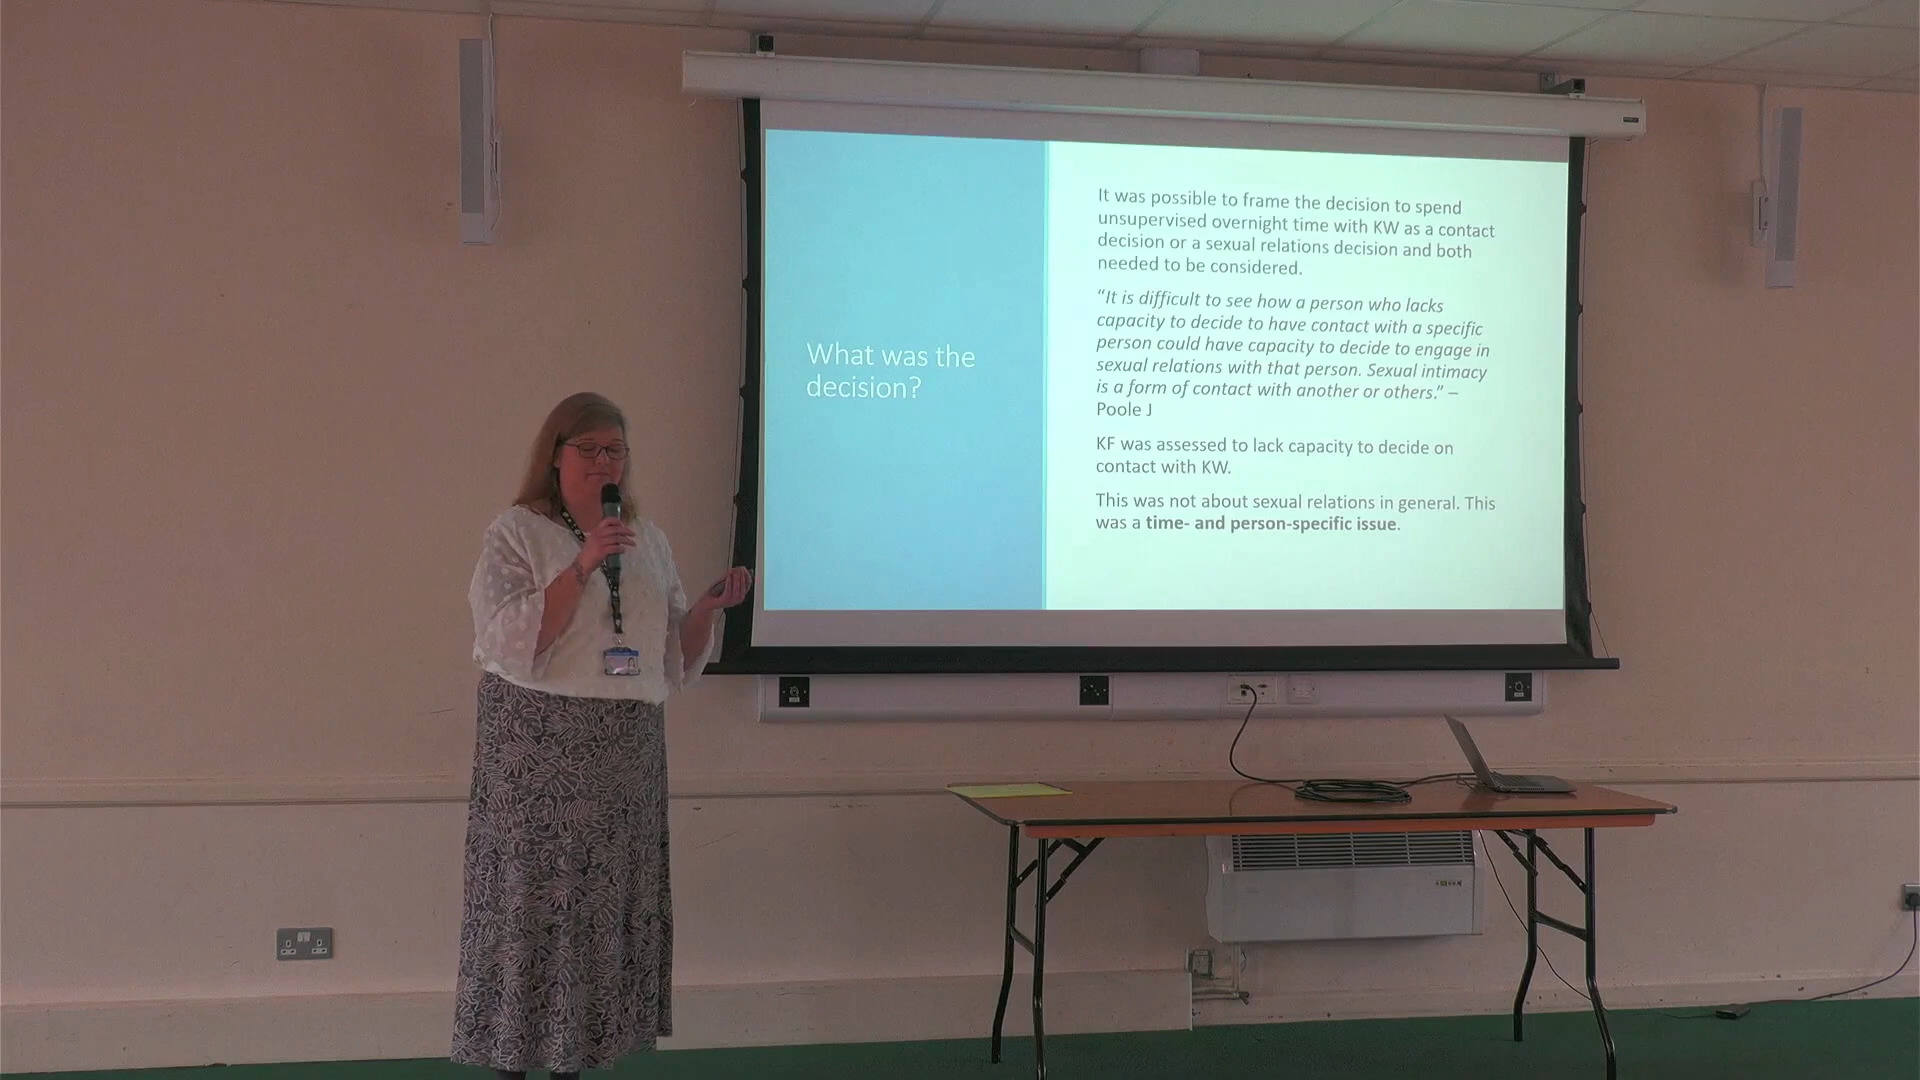 What was the
decision?
It was possible to frame the decision to spend
unsupervised overnight time with KW as a contact
decision or a sexual relations decision and both
needed to be considered.
“It is difficult to see how a person who lacks
capacity to decide to have contact with a specific
person could have capacity to decide to engage in
sexual relations with that person. Sexual intimacy
is a form of contact with another or others.” –
Poole J
KF was assessed to lack capacity to decide on
contact with KW.
This was not about sexual relations in general. This
was a time- and person-specific issue.